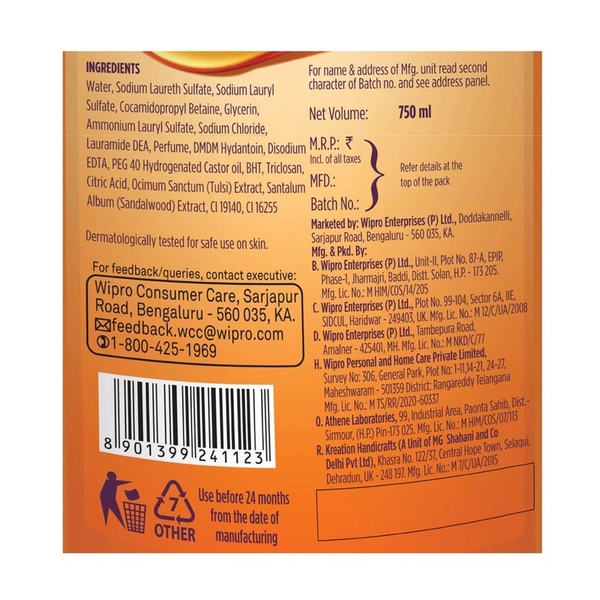 INGREDIENTS
Water, Sodium Laureth Sulfate, Sodium Lauryl
Sulfate, Cocamidopropyl Betaine, Glycerin,
Ammonium Lauryl Sulfate, Sodium Chloride,
Lauramide DEA, Perfume, DMDM Hydantoin, Disodium
EDTA, PEG 40 Hydrogenated Castor oil, BHT, Triclosan,
Citric Acid, Ocimum Sanctum (Tulsi) Extract, Santalum
Album (Sandalwood) Extract, CI 19140, CI 16255
Dermatologically tested for safe use on skin.
For feedback/queries, contact executive:
Wipro Consumer Care, Sarjapur
Road, Bengaluru - 560 035, KA.
feedback.wcc@wipro.com
1-800-425-1969
8 901399 241123
7
OTHER
Use before 24 months
from the date of
manufacturing
For name & address of Mfg. unit read second
character of Batch no. and see address panel.
Net Volume: 750 ml
M.R.P.: ₹
Incl. of all taxes
MFD.:
Batch No.:
Refer details at the
top of the pack
Marketed by: Wipro Enterprises (P) Ltd., Doddakannelli,
Sarjapur Road, Bengaluru - 560 035, KA.
Mfg. & Pkd. By:
B. Wipro Enterprises (P) Ltd., Unit-II, Plot No. 87-A, EPIP,
Phase-I, Jharmajri, Baddi, Distt. Solan, H.P. - 173 205.
Mfg. Lic. No.: M HIM/COS/14/205
C. Wipro Enterprises (P) Ltd., Plot No. 99-104, Sector 6A, IIE,
SIDCUL, Haridwar - 249403, UK. Mfg. Lic. No.: M 12/C/UA/2008
D. Wipro Enterprises (P) Ltd., Tambepura Road,
Amalner - 425401, MH. Mfg. Lic. No.: M NKD/C/77
H. Wipro Personal and Home Care Private Limited,
Survey No: 306, General Park, Plot No: 1-11,14-21, 24-27,
Maheshwaram - 501359 District: Rangareddy Telangana
Mfg. Lic. No.: M TS/RR/2020-60337
O. Athene Laboratories, 99, Industrial Area, Paonta Sahib, Dist.-
Sirmour, (H.P.) Pin-173 025. Mfg. Lic. No.: M HIM/COS/07/113
R. Kreation Handicrafts (A Unit of MG Shahani and Co
Delhi Pvt Ltd), Khasra No. 122/37, Central Hope Town, Selaqui,
Dehradun, UK - 248 197. Mfg. Lic. No.: M 7/C/UA/2015